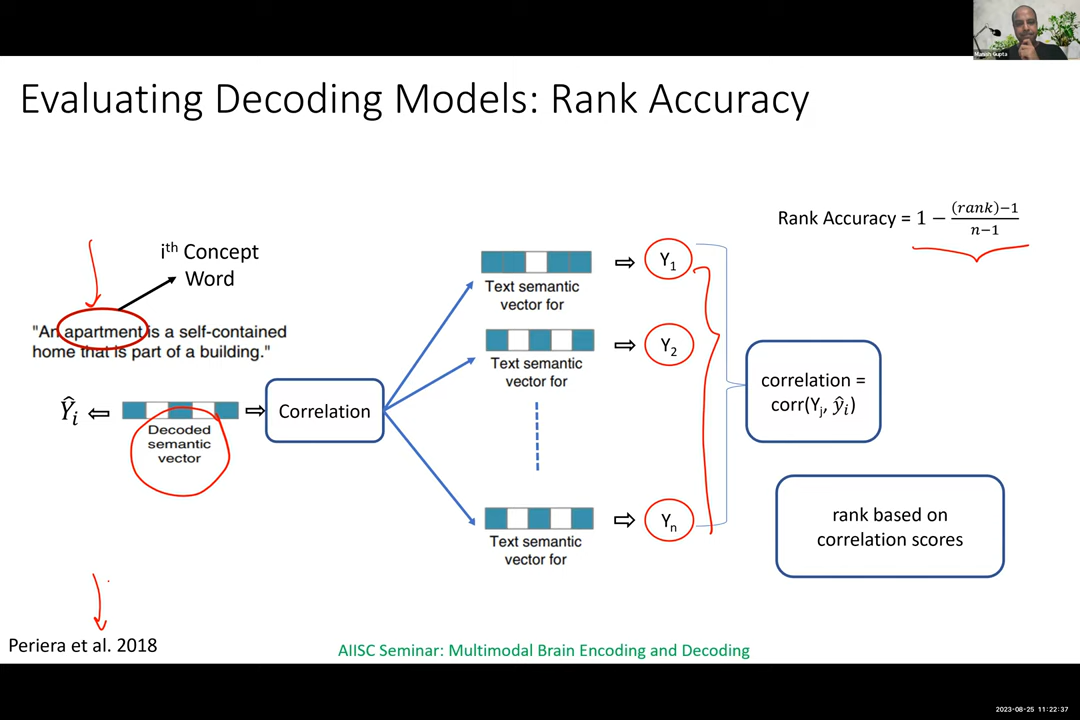 Manish Gupta
Evaluating Decoding Models: Rank Accuracy
Rank Accuracy = 1 − (rank)−1 / n−1
iᵗʰ Concept
Word
"An apartment is a self-contained
home that is part of a building."
Ŷᵢ ⇐
Decoded
semantic
vector
⇨
Correlation
Text semantic
vector for
⇨ Y₁
Text semantic
vector for
⇨ Y₂
Text semantic
vector for
⇨ Yₙ
correlation =
corr(Yⱼ, ŷᵢ)
rank based on
correlation scores
Periera et al. 2018
AIISC Seminar: Multimodal Brain Encoding and Decoding
2023-08-25 11:22:37